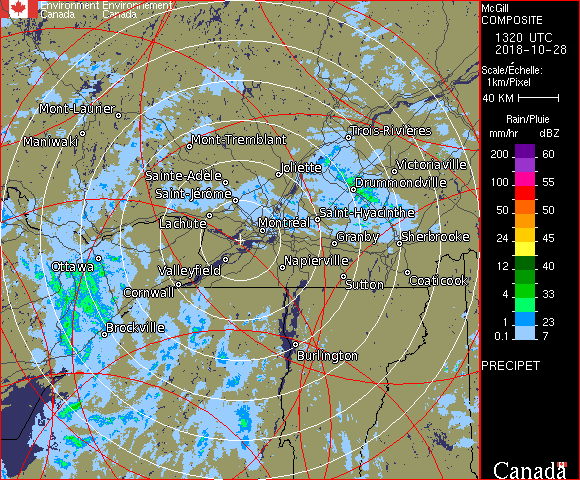 Environment Environnement
Canada Canada
McGill
COMPOSITE
1320 UTC
2018-10-28
Scale/Échelle:
1km/Pixel
40 KM
Rain/Pluie
mm/hr dBZ
200 60
100 55
50 50
24 45
12 40
4 33
1 23
0.1 7
PRECIPET
Canada
Mont-Laurier
Maniwaki
Mont-Tremblant
Trois-Rivières
Joliette
Victoriaville
Sainte-Adèle
Drummondville
Saint-Jérôme
Saint-Hyacinthe
Lachute
Montréal
Granby
Sherbrooke
Ottawa
Valleyfield
Napierville
Sutton
Coaticook
Cornwall
Brockville
Burlington